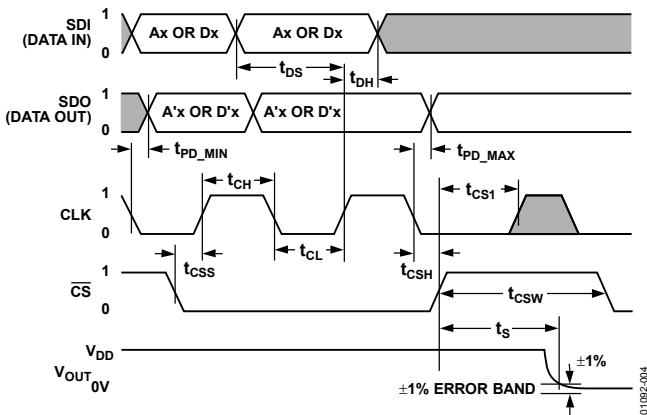 SDI
(DATA IN)
1
0
Ax OR Dx
Ax OR Dx
tDS
tDH
SDO
(DATA OUT)
1
0
A'x OR D'x
A'x OR D'x
tPD_MIN
tPD_MAX
tCH
tCS1
CLK
1
0
tCL
tCSS
tCSH
CS
1
0
tCSW
tS
VDD
VOUT
0V
±1%
±1% ERROR BAND
01092-004